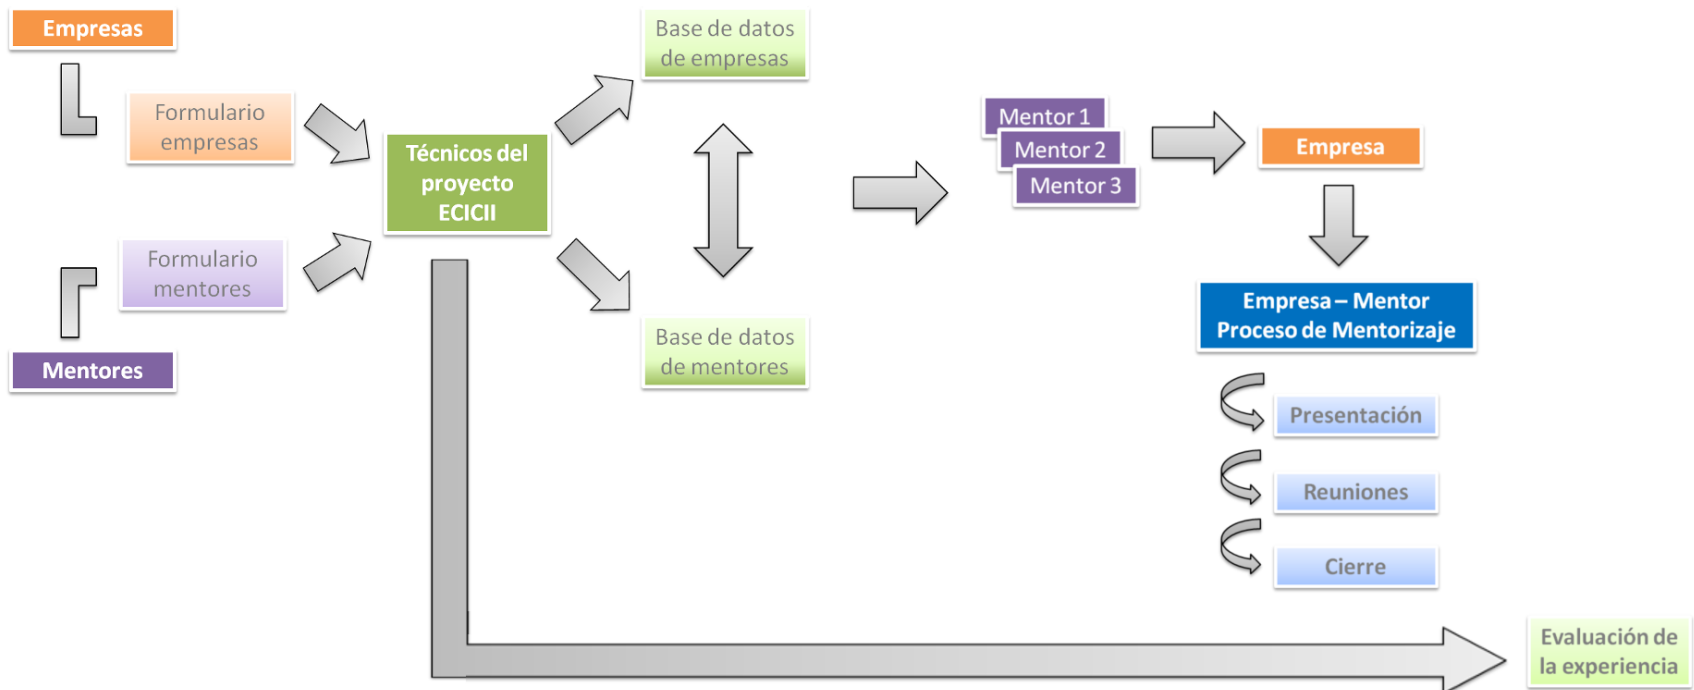 Empresas
Formulario
empresas
Formulario
mentores
Mentores
Técnicos del
proyecto
ECICII
Base de datos
de empresas
Base de datos
de mentores
Mentor 1
Mentor 2
Mentor 3
Empresa
Empresa – Mentor
Proceso de Mentorizaje
Presentación
Reuniones
Cierre
Evaluación de
la experiencia